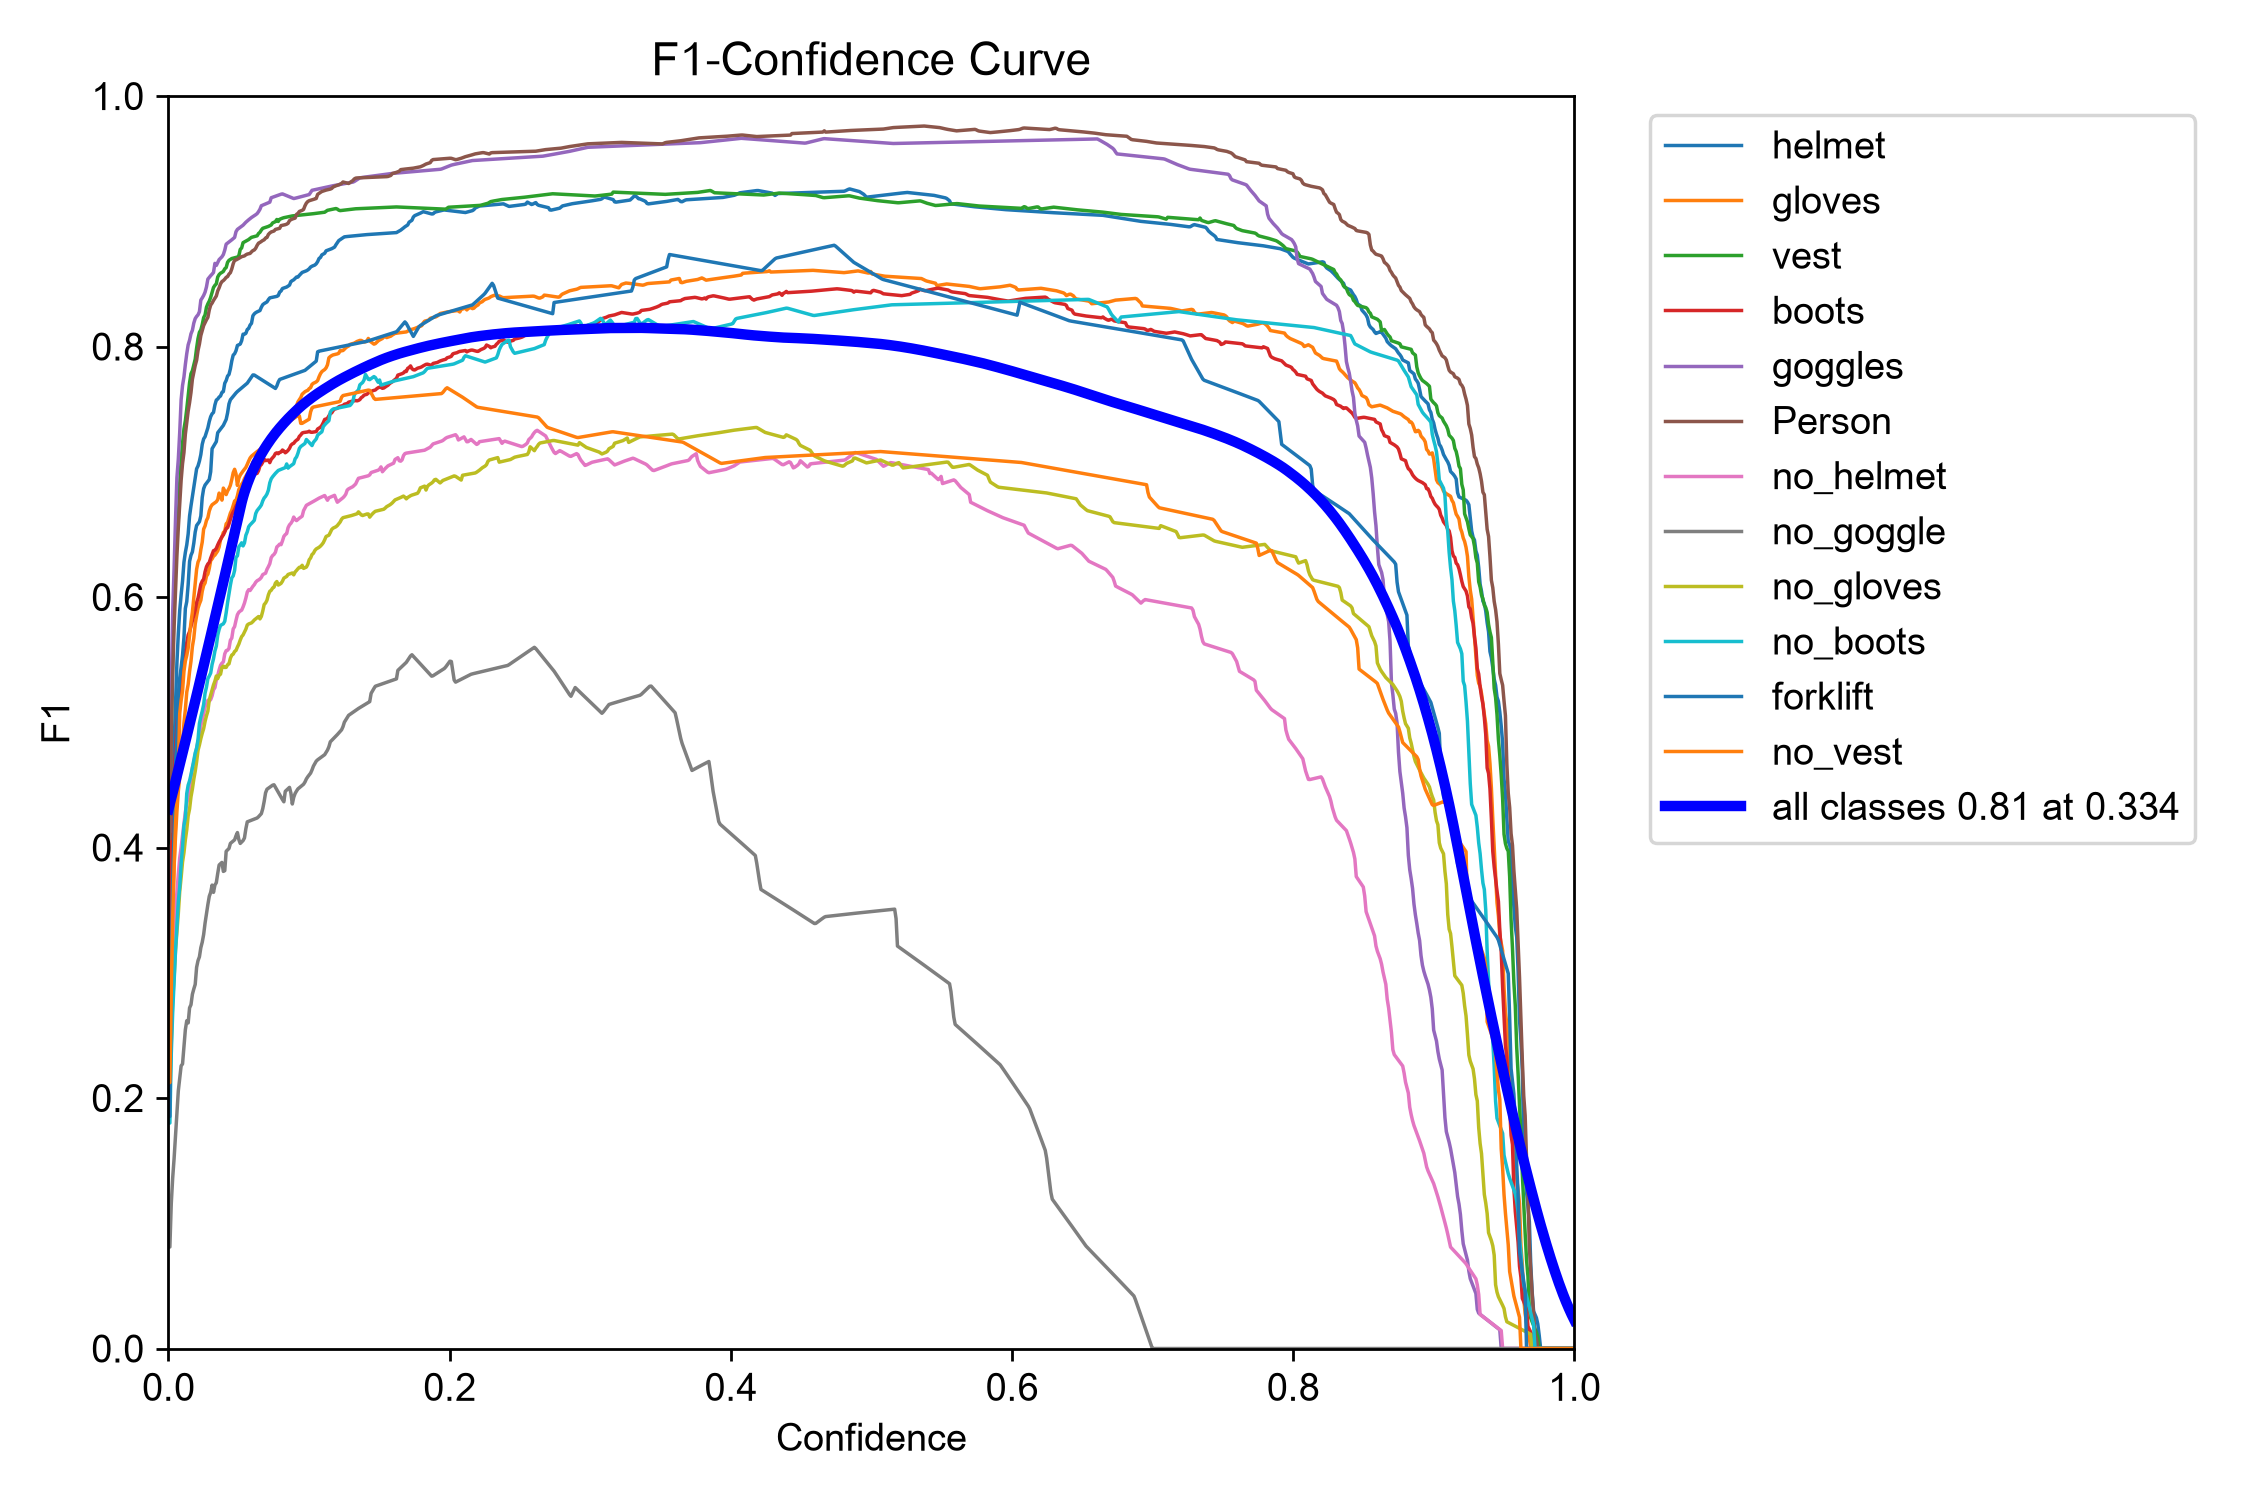 F1-Confidence Curve
1.0
0.8
0.6
0.4
0.2
0.0
F1
0.0 0.2 0.4 0.6 0.8 1.0
Confidence
helmet
gloves
vest
boots
goggles
Person
no_helmet
no_goggle
no_gloves
no_boots
forklift
no_vest
all classes 0.81 at 0.334